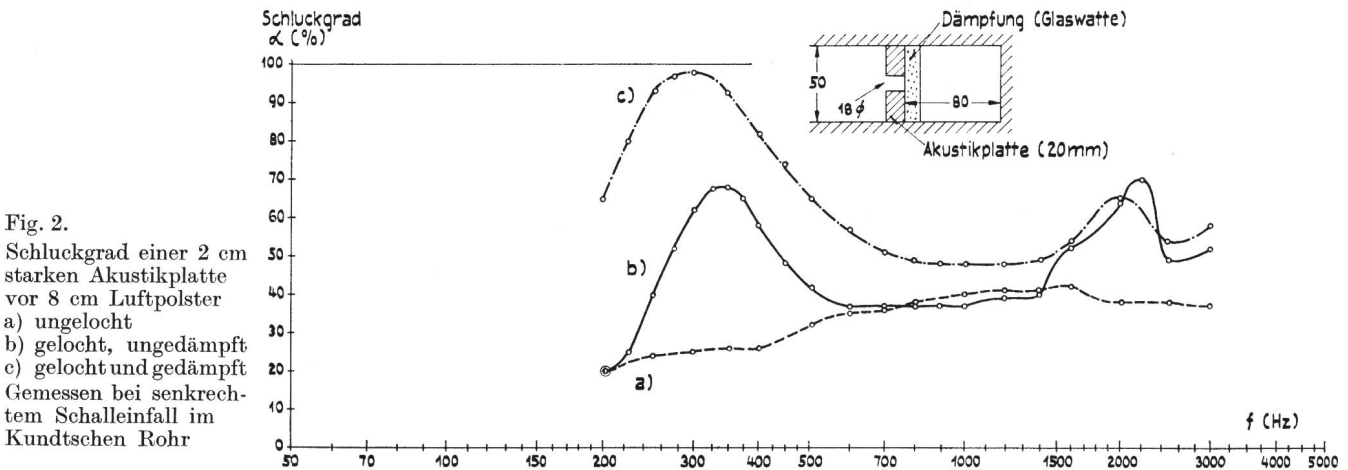 Schluckgrad
α (%)
100
90
80
70
60
50
40
30
20
10
0
50 70 100 150 200 300 400 500 700 1000 1500 2000 3000 4000 5000
f (Hz)
a)
b)
c)
Dämpfung (Glaswatte)
50
18 ϕ
80
Akustikplatte (20mm)
Fig. 2.
Schluckgrad einer 2 cm
starken Akustikplatte
vor 8 cm Luftpolster
a) ungelocht
b) gelocht, ungedämpft
c) gelocht und gedämpft
Gemessen bei senkrech-
tem Schalleinfall im
Kundtschen Rohr